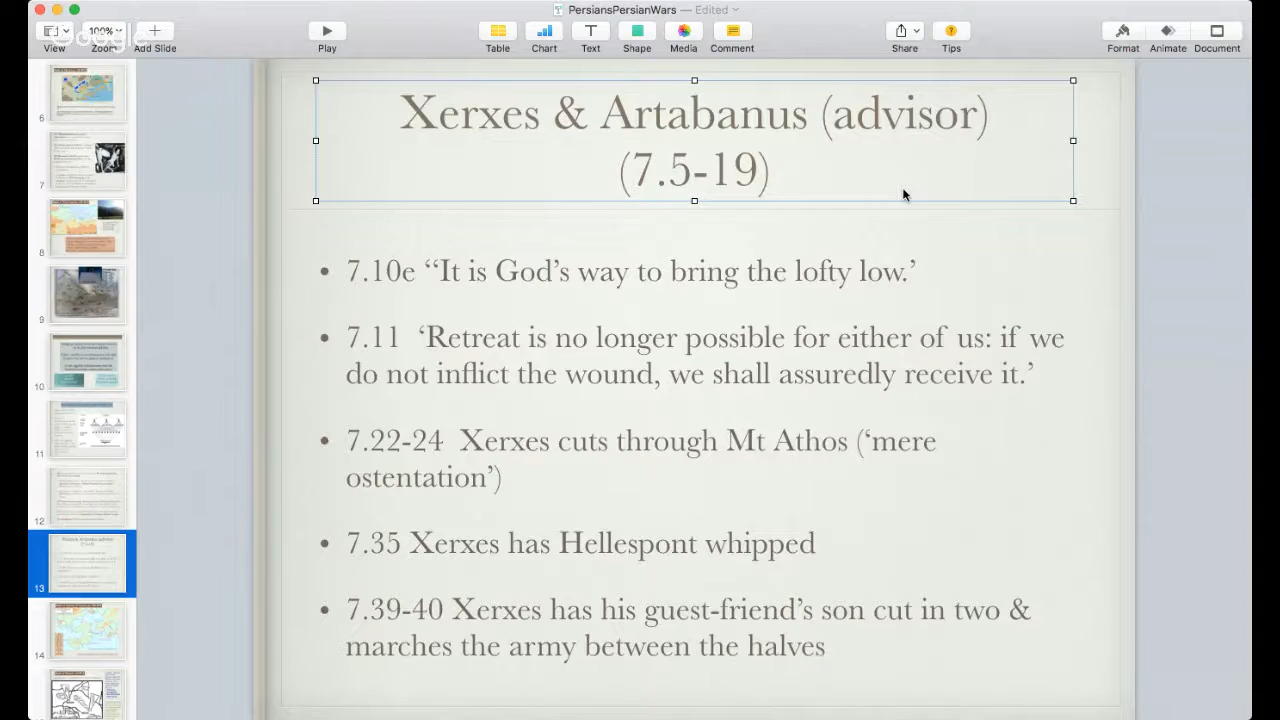 PersiansPersianWars — Edited
100%
Google
View
Zoom
Add Slide
Play
Table
Chart
Text
Shape
Media
Comment
Share
Tips
Format
Animate
Document
6
7
8
9
10
11
12
13
14
Xerxes & Artabanus (advisor)
(7.5-19)
• 7.10e “It is God’s way to bring the lofty low.’
• 7.11 ‘Retreat is no longer possible for either of us: if we
do not inflict the wound, we shall assuredly receive it.’
• 7.22-24 Xerxes cuts through Mt Athos (‘mere
ostentation’)
• 7.35 Xerxes has Hellespont whipped
• 7.39-40 Xerxes has his guest-friend’s son cut in two &
marches the army between the halves